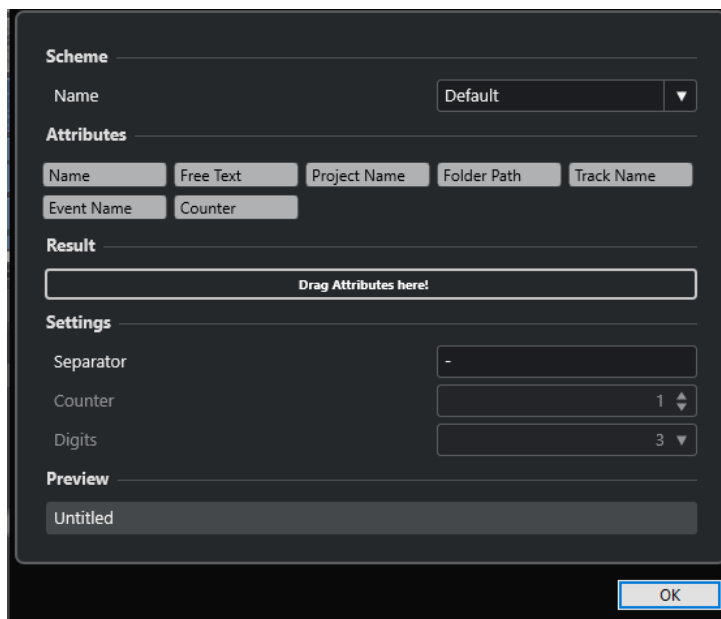 Scheme
Name Default
Attributes
Name Free Text Project Name Folder Path Track Name
Event Name Counter
Result
Drag Attributes here!
Settings
Separator -
Counter 1
Digits 3
Preview
Untitled
OK